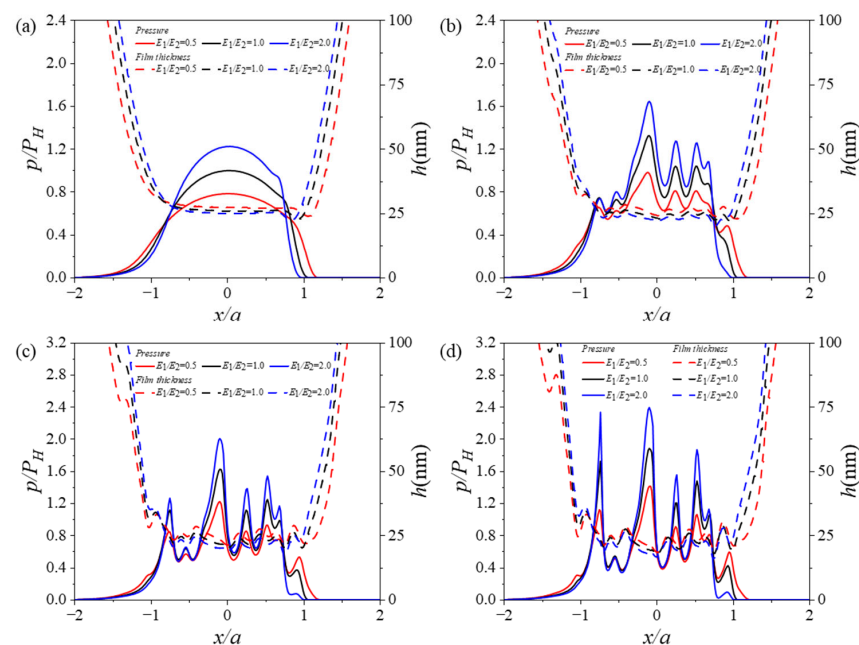 (a)
2.4
2.0
1.6
1.2
0.8
0.4
0.0
p/P_H
Pressure
E1/E2=0.5 E1/E2=1.0 E1/E2=2.0
Film thickness
E1/E2=0.5 E1/E2=1.0 E1/E2=2.0
100
75
50
25
0
h(nm)
−2 −1 0 1 2
x/a
(b)
2.4
2.0
1.6
1.2
0.8
0.4
0.0
p/P_H
Pressure
E1/E2=0.5 E1/E2=1.0 E1/E2=2.0
Film thickness
E1/E2=0.5 E1/E2=1.0 E1/E2=2.0
100
75
50
25
0
h(nm)
−2 −1 0 1 2
x/a
(c)
3.2
2.8
2.4
2.0
1.6
1.2
0.8
0.4
0.0
p/P_H
Pressure
E1/E2=0.5 E1/E2=1.0 E1/E2=2.0
Film thickness
E1/E2=0.5 E1/E2=1.0 E1/E2=2.0
100
75
50
25
0
h(nm)
−2 −1 0 1 2
x/a
(d)
3.2
2.8
2.4
2.0
1.6
1.2
0.8
0.4
0.0
p/P_H
Pressure Film thickness
E1/E2=0.5 E1/E2=0.5
E1/E2=1.0 E1/E2=1.0
E1/E2=2.0 E1/E2=2.0
100
75
50
25
0
h(nm)
−2 −1 0 1 2
x/a